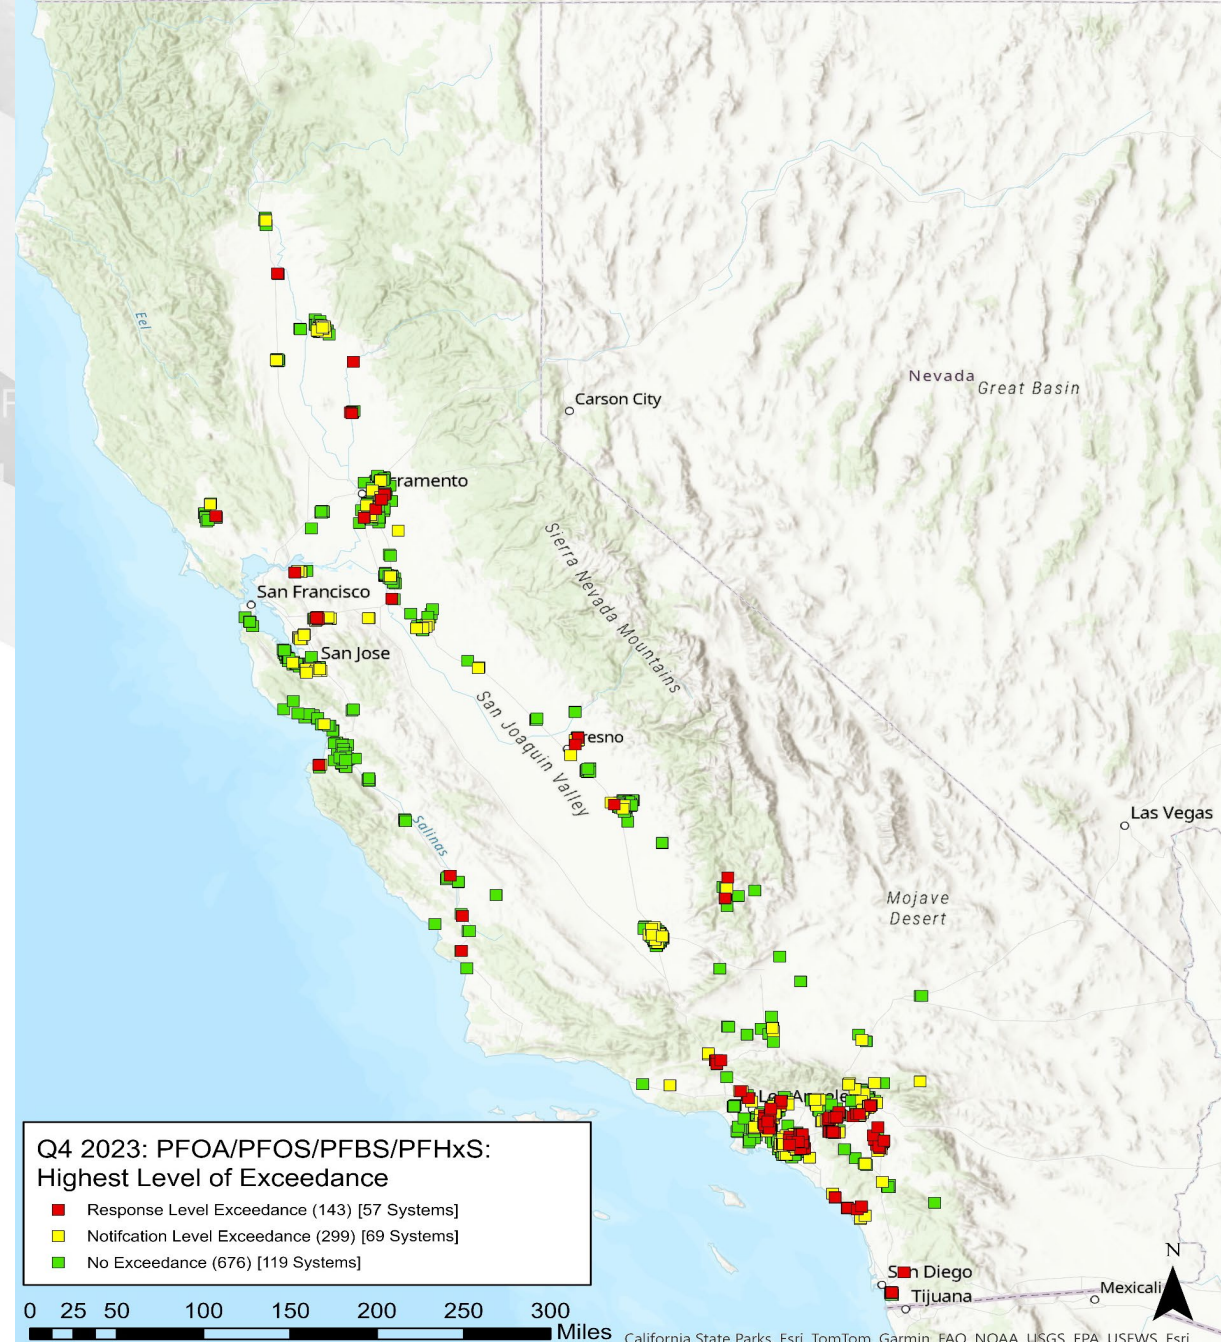 Eel
Nevada
Great Basin
Carson City
ramento
Sierra Nevada Mountains
San Francisco
San Jose
San Joaquin Valley
resno
Salinas
Las Vegas
Mojave
Desert
Los Angeles
Q4 2023: PFOA/PFOS/PFBS/PFHxS:
Highest Level of Exceedance
Response Level Exceedance (143) [57 Systems]
Notifcation Level Exceedance (299) [69 Systems]
No Exceedance (676) [119 Systems]
N
San Diego
Tijuana
Mexicali
0 25 50 100 150 200 250 300
Miles
California State Parks, Esri, TomTom, Garmin, FAO, NOAA, USGS, EPA, USFWS, Esri,